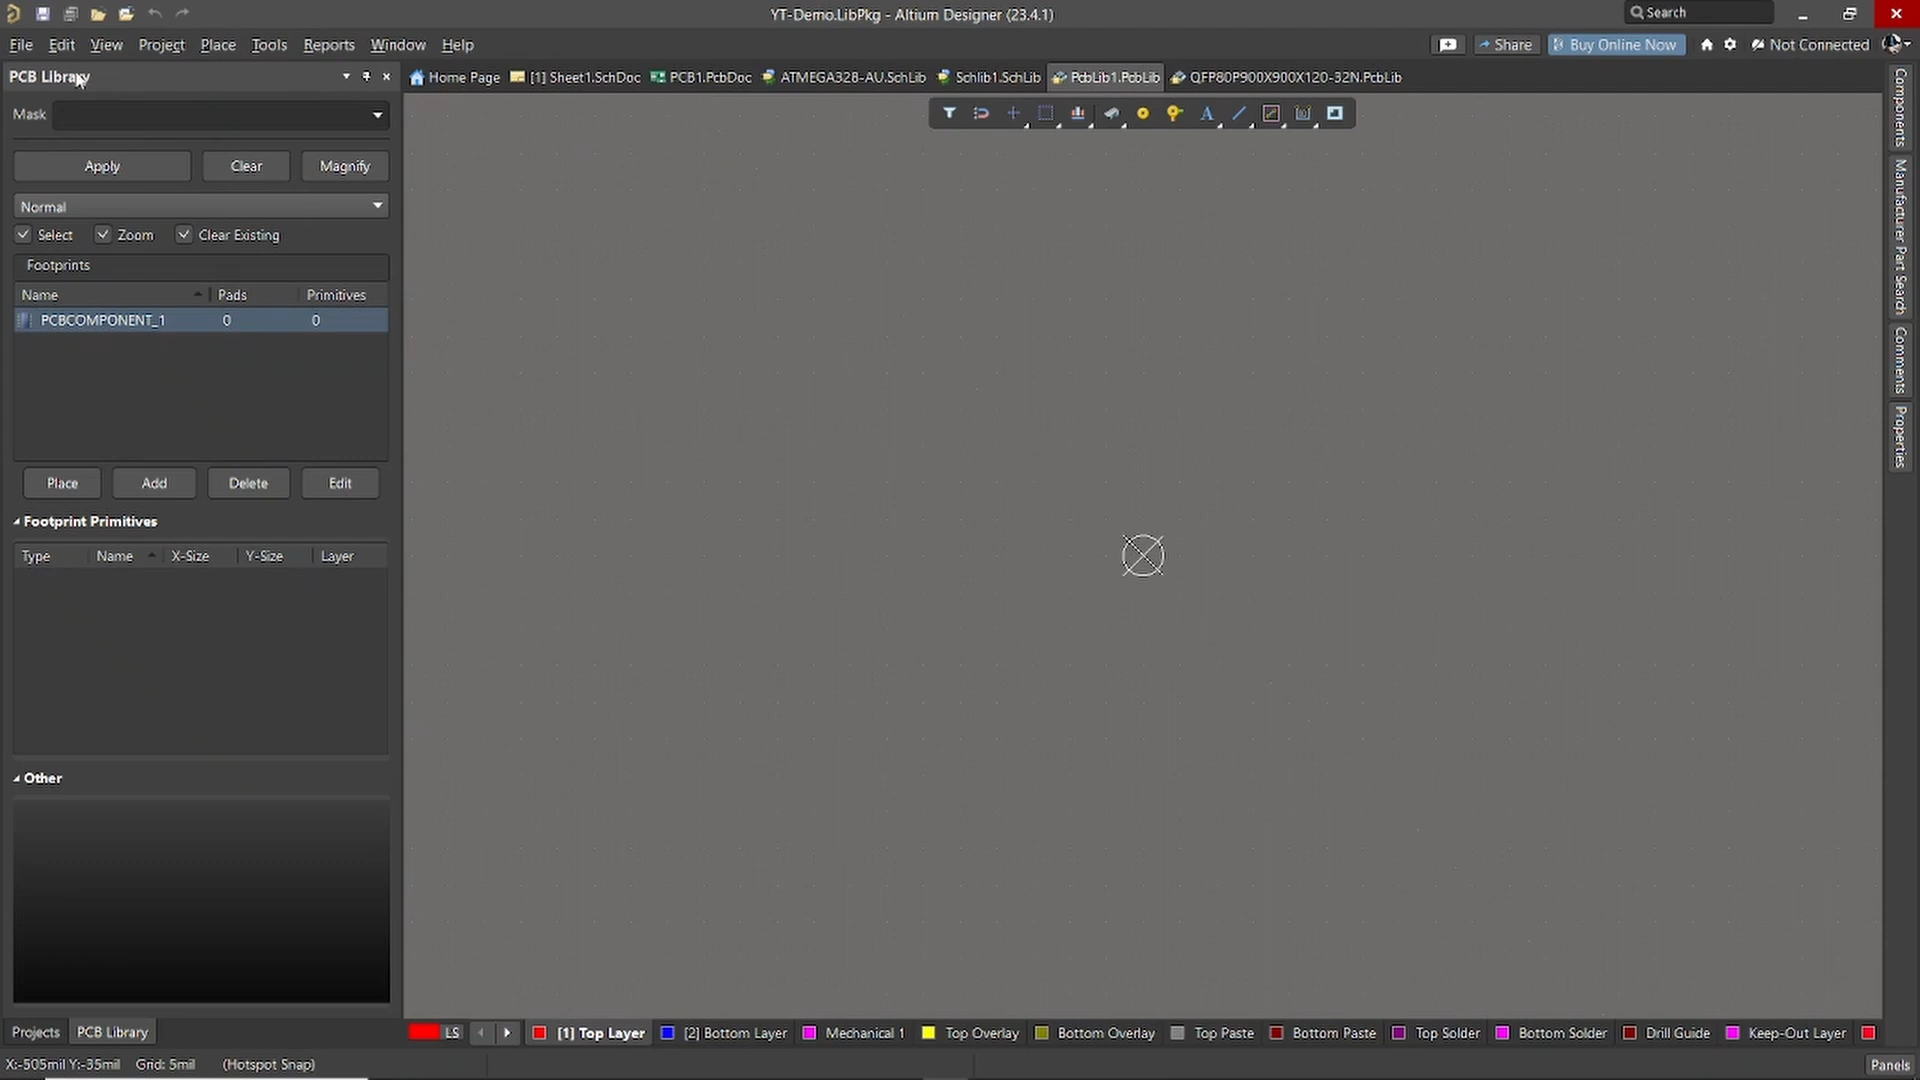 YT-Demo.LibPkg - Altium Designer (23.4.1)
Search
File Edit View Project Place Tools Reports Window Help
Share Buy Online Now Not Connected
PCB Library
Home Page [1] Sheet1.SchDoc PCB1.PcbDoc ATMEGA328-AU.SchLib Schlib1.SchLib PcbLib1.PcbLib QFP80P900X900X120-32N.PcbLib
Mask
Apply Clear Magnify
Normal
Select Zoom Clear Existing
Footprints
Name Pads Primitives
PCBCOMPONENT_1 0 0
Place Add Delete Edit
Footprint Primitives
Type Name X-Size Y-Size Layer
Other
Components
Manufacturer Part Search
Comments
Properties
Projects PCB Library
LS [1] Top Layer [2] Bottom Layer Mechanical 1 Top Overlay Bottom Overlay Top Paste Bottom Paste Top Solder Bottom Solder Drill Guide Keep-Out Layer
X:-505mil Y:-35mil Grid: 5mil (Hotspot Snap)
Panels